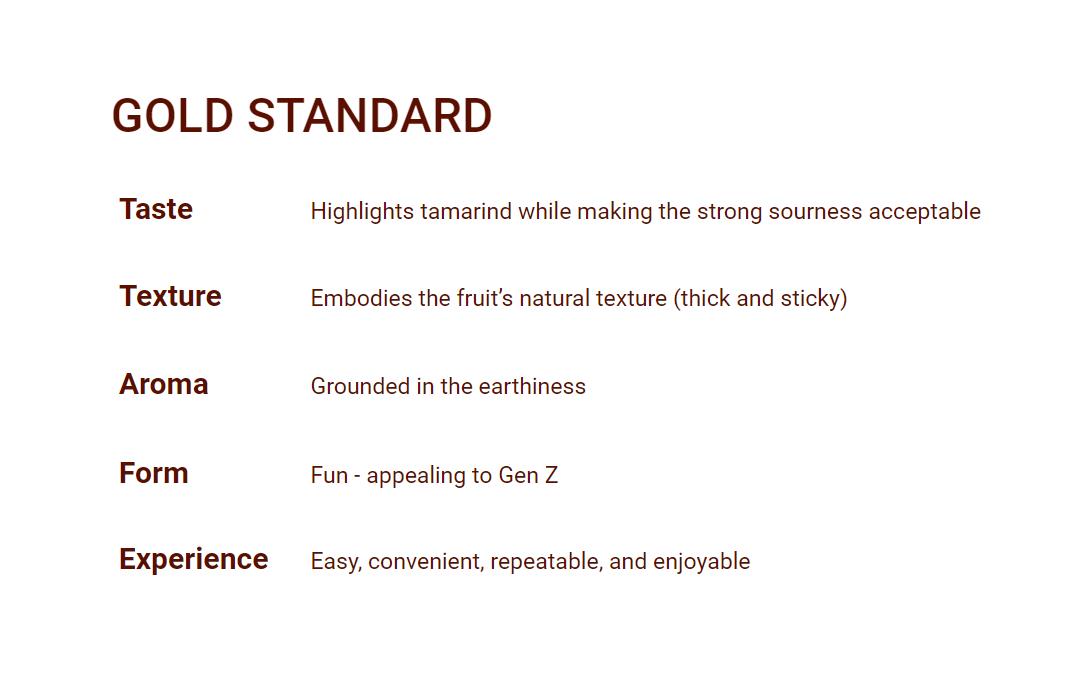 GOLD STANDARD
Taste Highlights tamarind while making the strong sourness acceptable
Texture Embodies the fruit’s natural texture (thick and sticky)
Aroma Grounded in the earthiness
Form Fun - appealing to Gen Z
Experience Easy, convenient, repeatable, and enjoyable